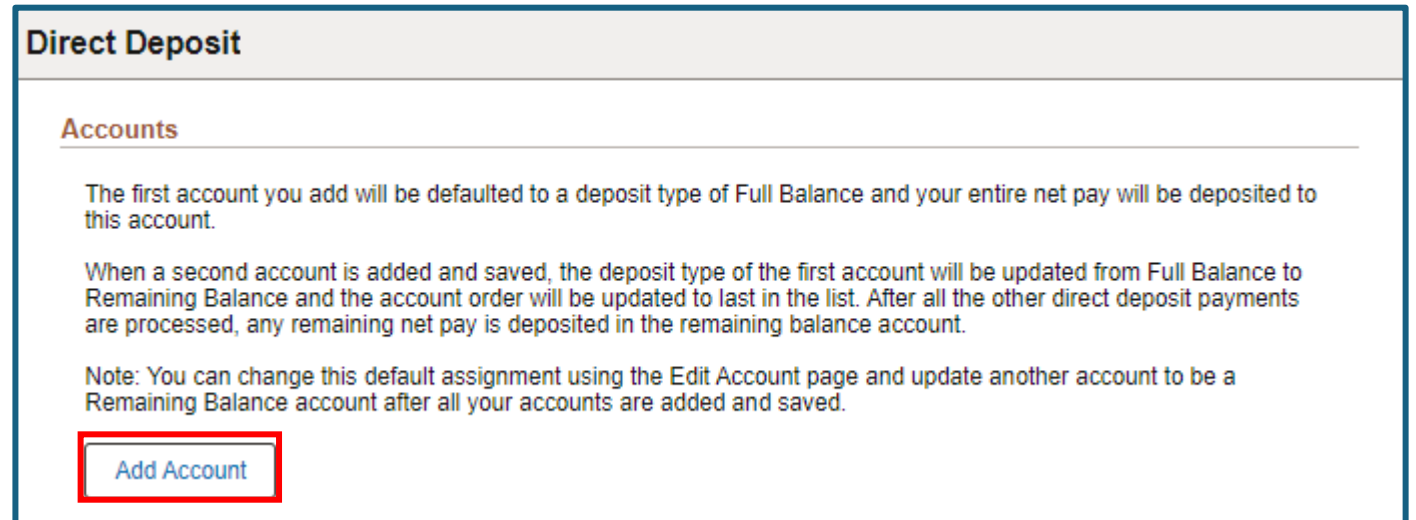 Direct Deposit
Accounts
The first account you add will be defaulted to a deposit type of Full Balance and your entire net pay will be deposited to
this account.
When a second account is added and saved, the deposit type of the first account will be updated from Full Balance to
Remaining Balance and the account order will be updated to last in the list. After all the other direct deposit payments
are processed, any remaining net pay is deposited in the remaining balance account.
Note: You can change this default assignment using the Edit Account page and update another account to be a
Remaining Balance account after all your accounts are added and saved.
Add Account